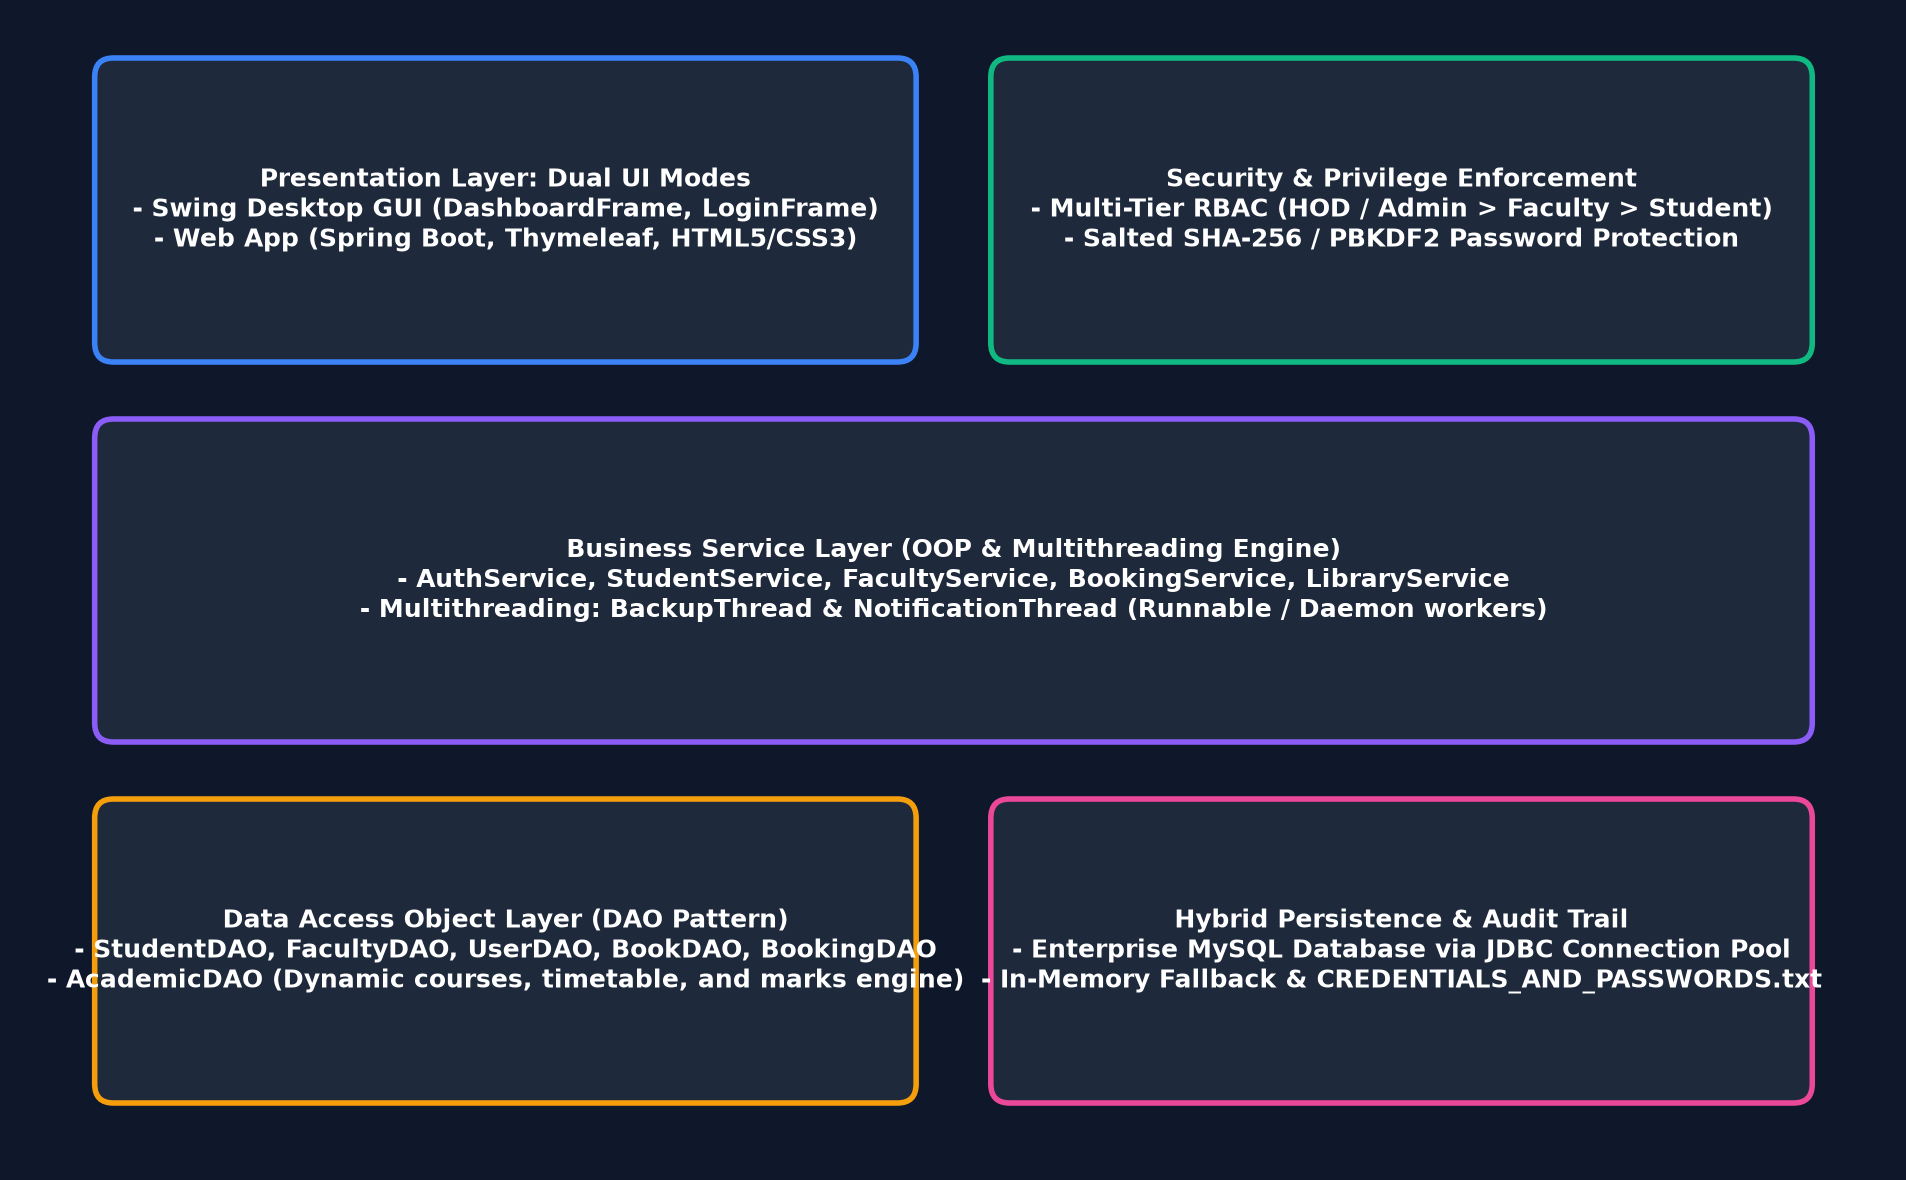 Presentation Layer: Dual UI Modes
- Swing Desktop GUI (DashboardFrame, LoginFrame)
- Web App (Spring Boot, Thymeleaf, HTML5/CSS3)
Security & Privilege Enforcement
- Multi-Tier RBAC (HOD / Admin > Faculty > Student)
- Salted SHA-256 / PBKDF2 Password Protection
Business Service Layer (OOP & Multithreading Engine)
- AuthService, StudentService, FacultyService, BookingService, LibraryService
- Multithreading: BackupThread & NotificationThread (Runnable / Daemon workers)
Data Access Object Layer (DAO Pattern)
- StudentDAO, FacultyDAO, UserDAO, BookDAO, BookingDAO
- AcademicDAO (Dynamic courses, timetable, and marks engine)
Hybrid Persistence & Audit Trail
- Enterprise MySQL Database via JDBC Connection Pool
- In-Memory Fallback & CREDENTIALS_AND_PASSWORDS.txt